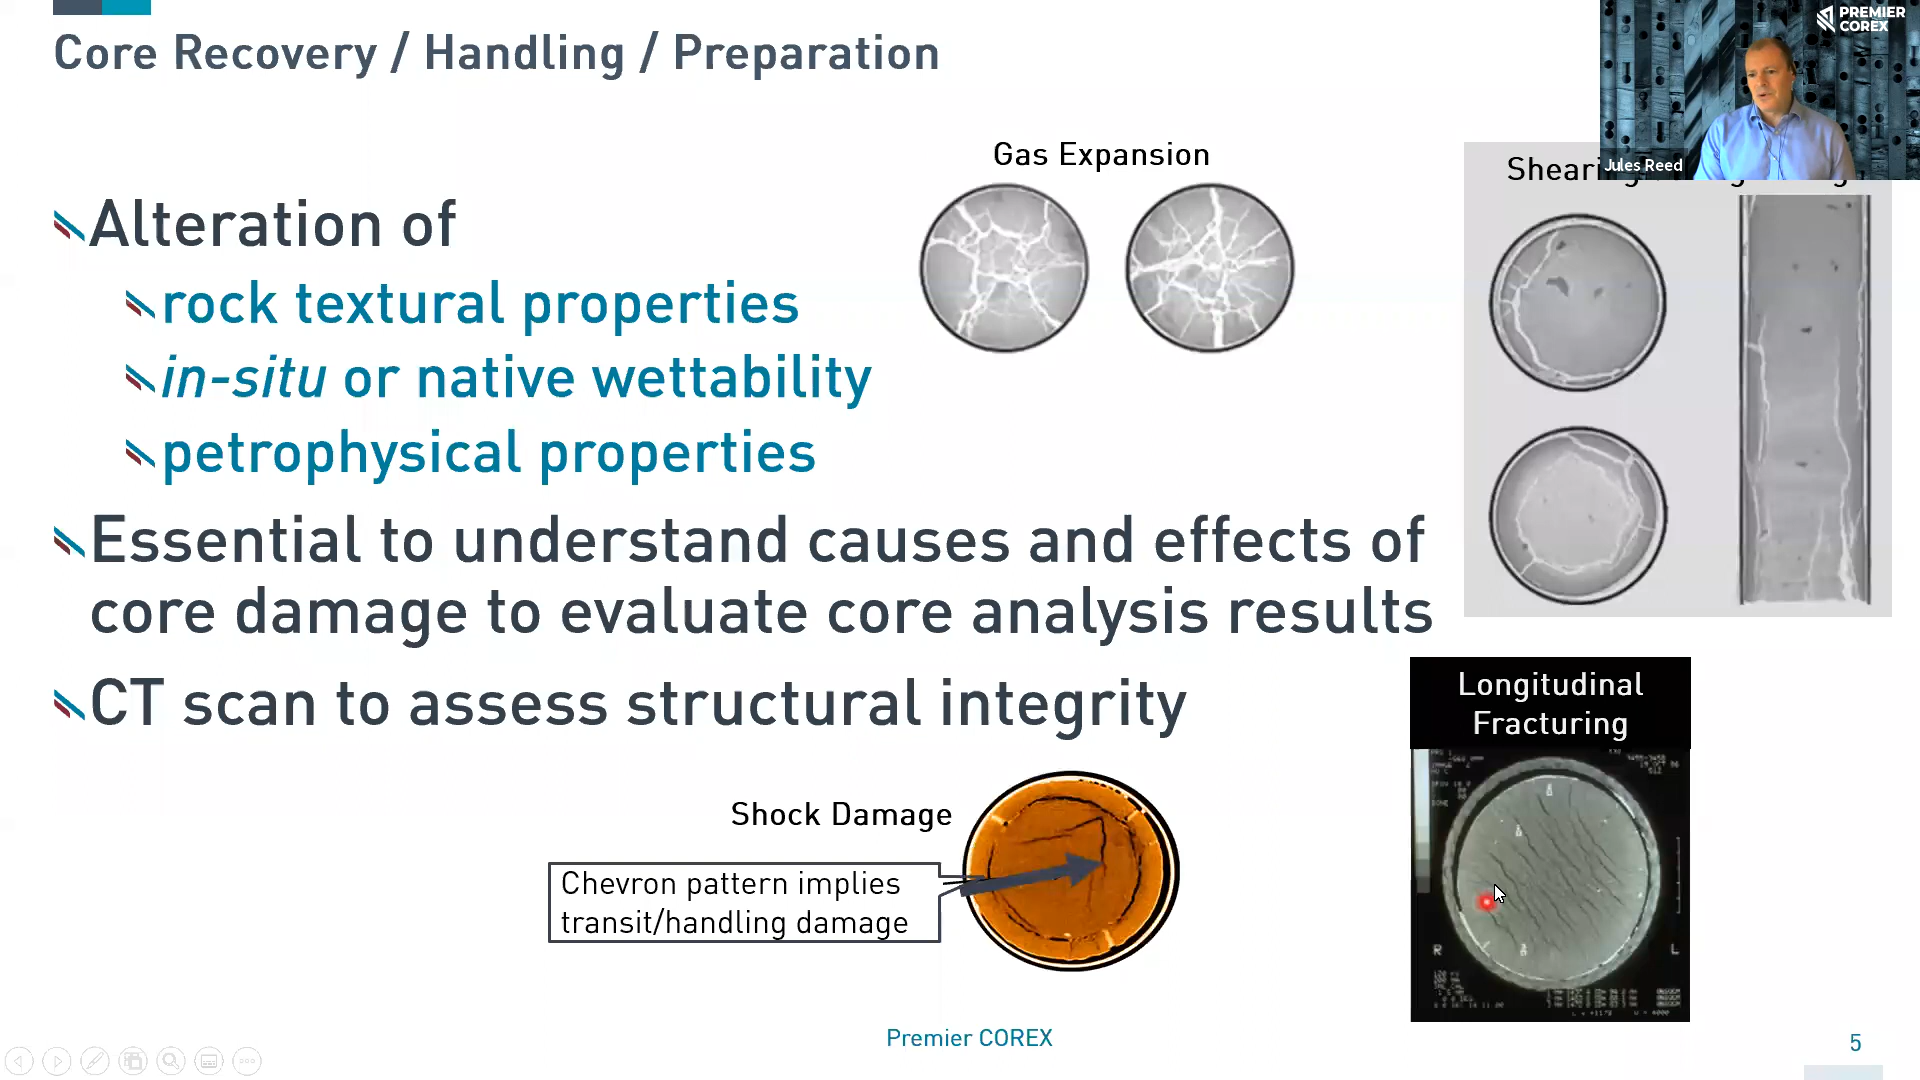 Core Recovery / Handling / Preparation
PREMIER
COREX
Jules Reed
Gas Expansion
Alteration of
rock textural properties
in-situ or native wettability
petrophysical properties
Essential to understand causes and effects of
core damage to evaluate core analysis results
CT scan to assess structural integrity
Longitudinal
Fracturing
Shock Damage
Chevron pattern implies
transit/handling damage
R
L
Premier COREX
5